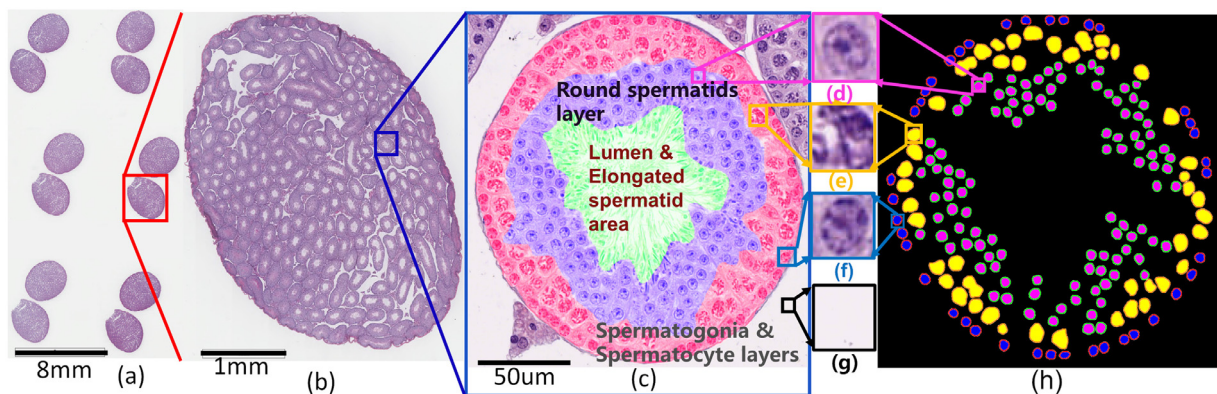 8mm
(a)
1mm
(b)
Round spermatids
layer
Lumen &
Elongated
spermatid
area
Spermatogonia &
Spermatocyte layers
50um
(c)
(d)
(e)
(f)
(g)
(h)